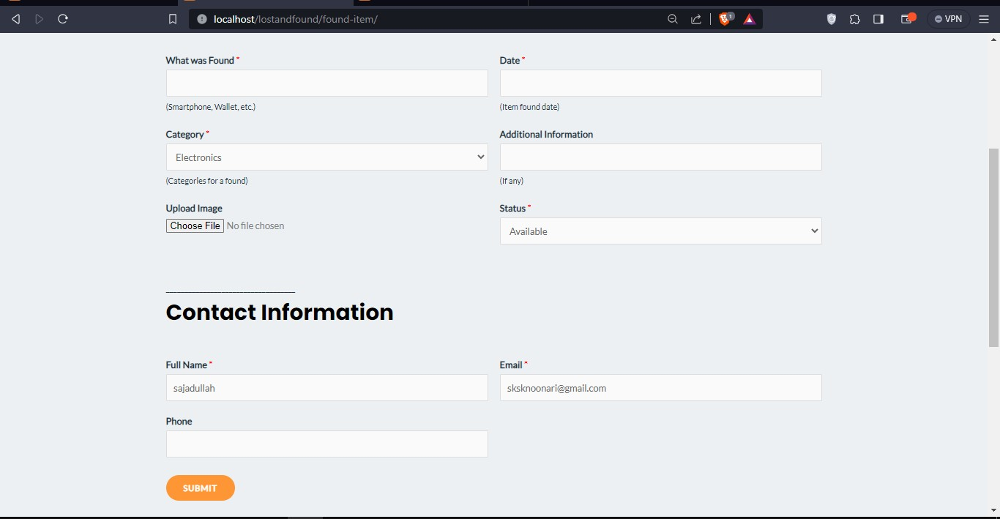 localhost/lostandfound/found-item/
1
VPN
What was Found *
Date *
(Smartphone, Wallet, etc.)
(Item found date)
Category *
Additional Information
Electronics
(Categories for a found)
(If any)
Upload Image
Status *
Choose File No file chosen
Available
Contact Information
Full Name *
Email *
sajadullah
sksknoonari@gmail.com
Phone
SUBMIT